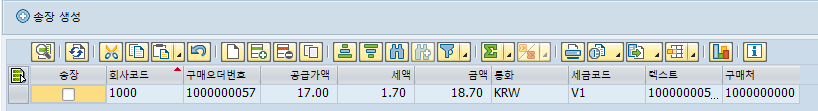 송장 생성
송장 회사코드 구매오더번호 공급가액 세액 금액 통화 세금코드 텍스트 구매처
1000 1000000057 17.00 1.70 18.70 KRW V1 100000005... 1000000000